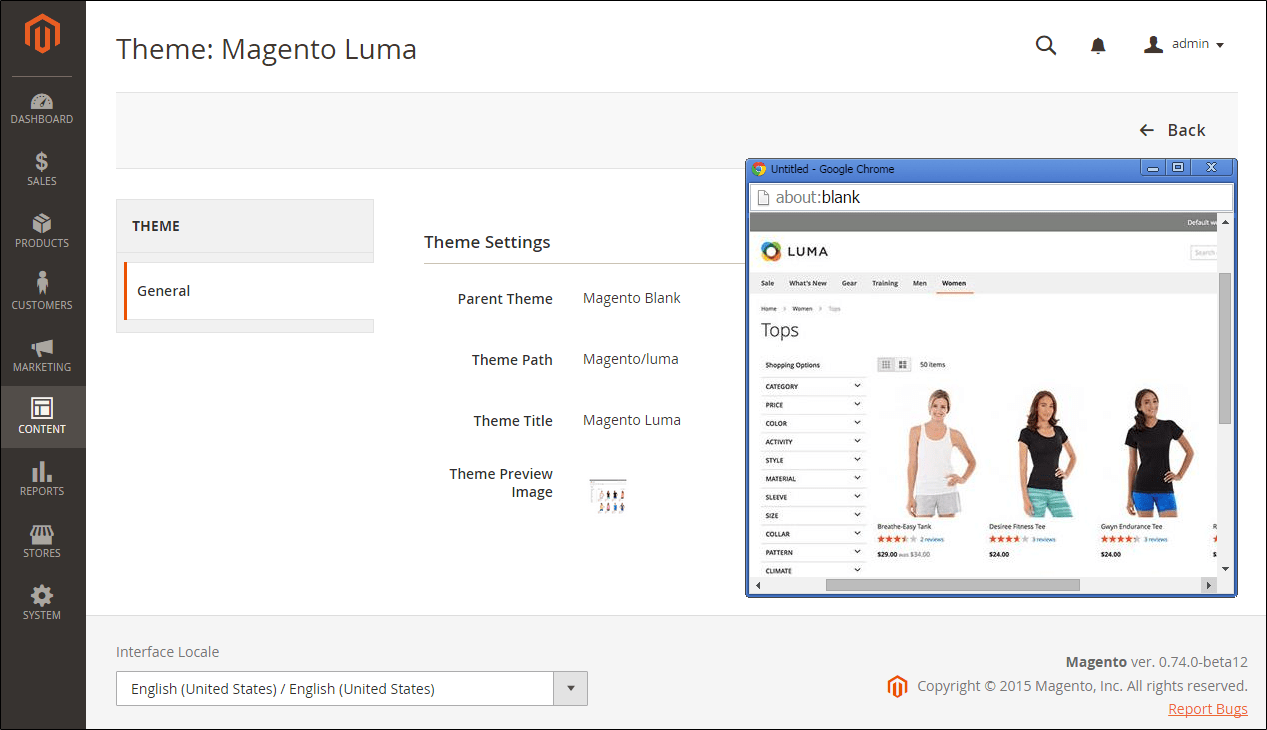 Theme: Magento Luma
admin
DASHBOARD
SALES
PRODUCTS
CUSTOMERS
MARKETING
CONTENT
REPORTS
STORES
SYSTEM
Back
THEME
General
Theme Settings
Parent Theme Magento Blank
Theme Path Magento/luma
Theme Title Magento Luma
Theme Preview
Image
Untitled - Google Chrome
about:blank
Default
LUMA
Search
Sale What's New Gear Training Men Women
Home > Women > Tops
Tops
Shopping Options
50 items
CATEGORY
PRICE
COLOR
ACTIVITY
STYLE
MATERIAL
SLEEVE
SIZE
COLLAR
PATTERN
CLIMATE
Breathe-Easy Tank
2 reviews
$29.00 was $34.00
Desiree Fitness Tee
3 reviews
$24.00
Gwyn Endurance Tee
3 reviews
$24.00
Interface Locale
English (United States) / English (United States)
Magento ver. 0.74.0-beta12
Copyright © 2015 Magento, Inc. All rights reserved.
Report Bugs